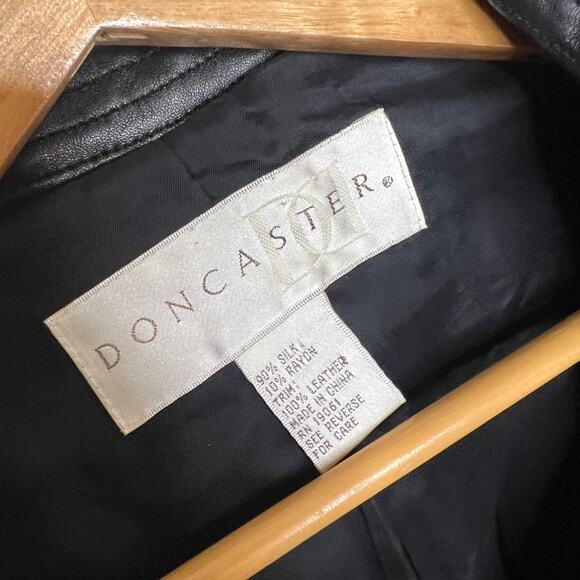 DONCASTER®
90% SILK
10% RAYON
TRIM:
100% LEATHER
MADE IN CHINA
RN 19061
SEE REVERSE
FOR CARE